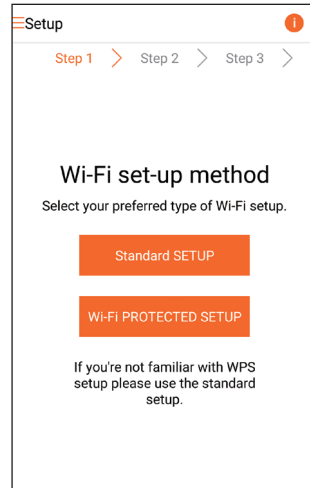 Setup
i
Step 1 Step 2 Step 3
Wi-Fi set-up method
Select your preferred type of Wi-Fi setup.
Standard SETUP
Wi-Fi PROTECTED SETUP
If you're not familiar with WPS
setup please use the standard
setup.